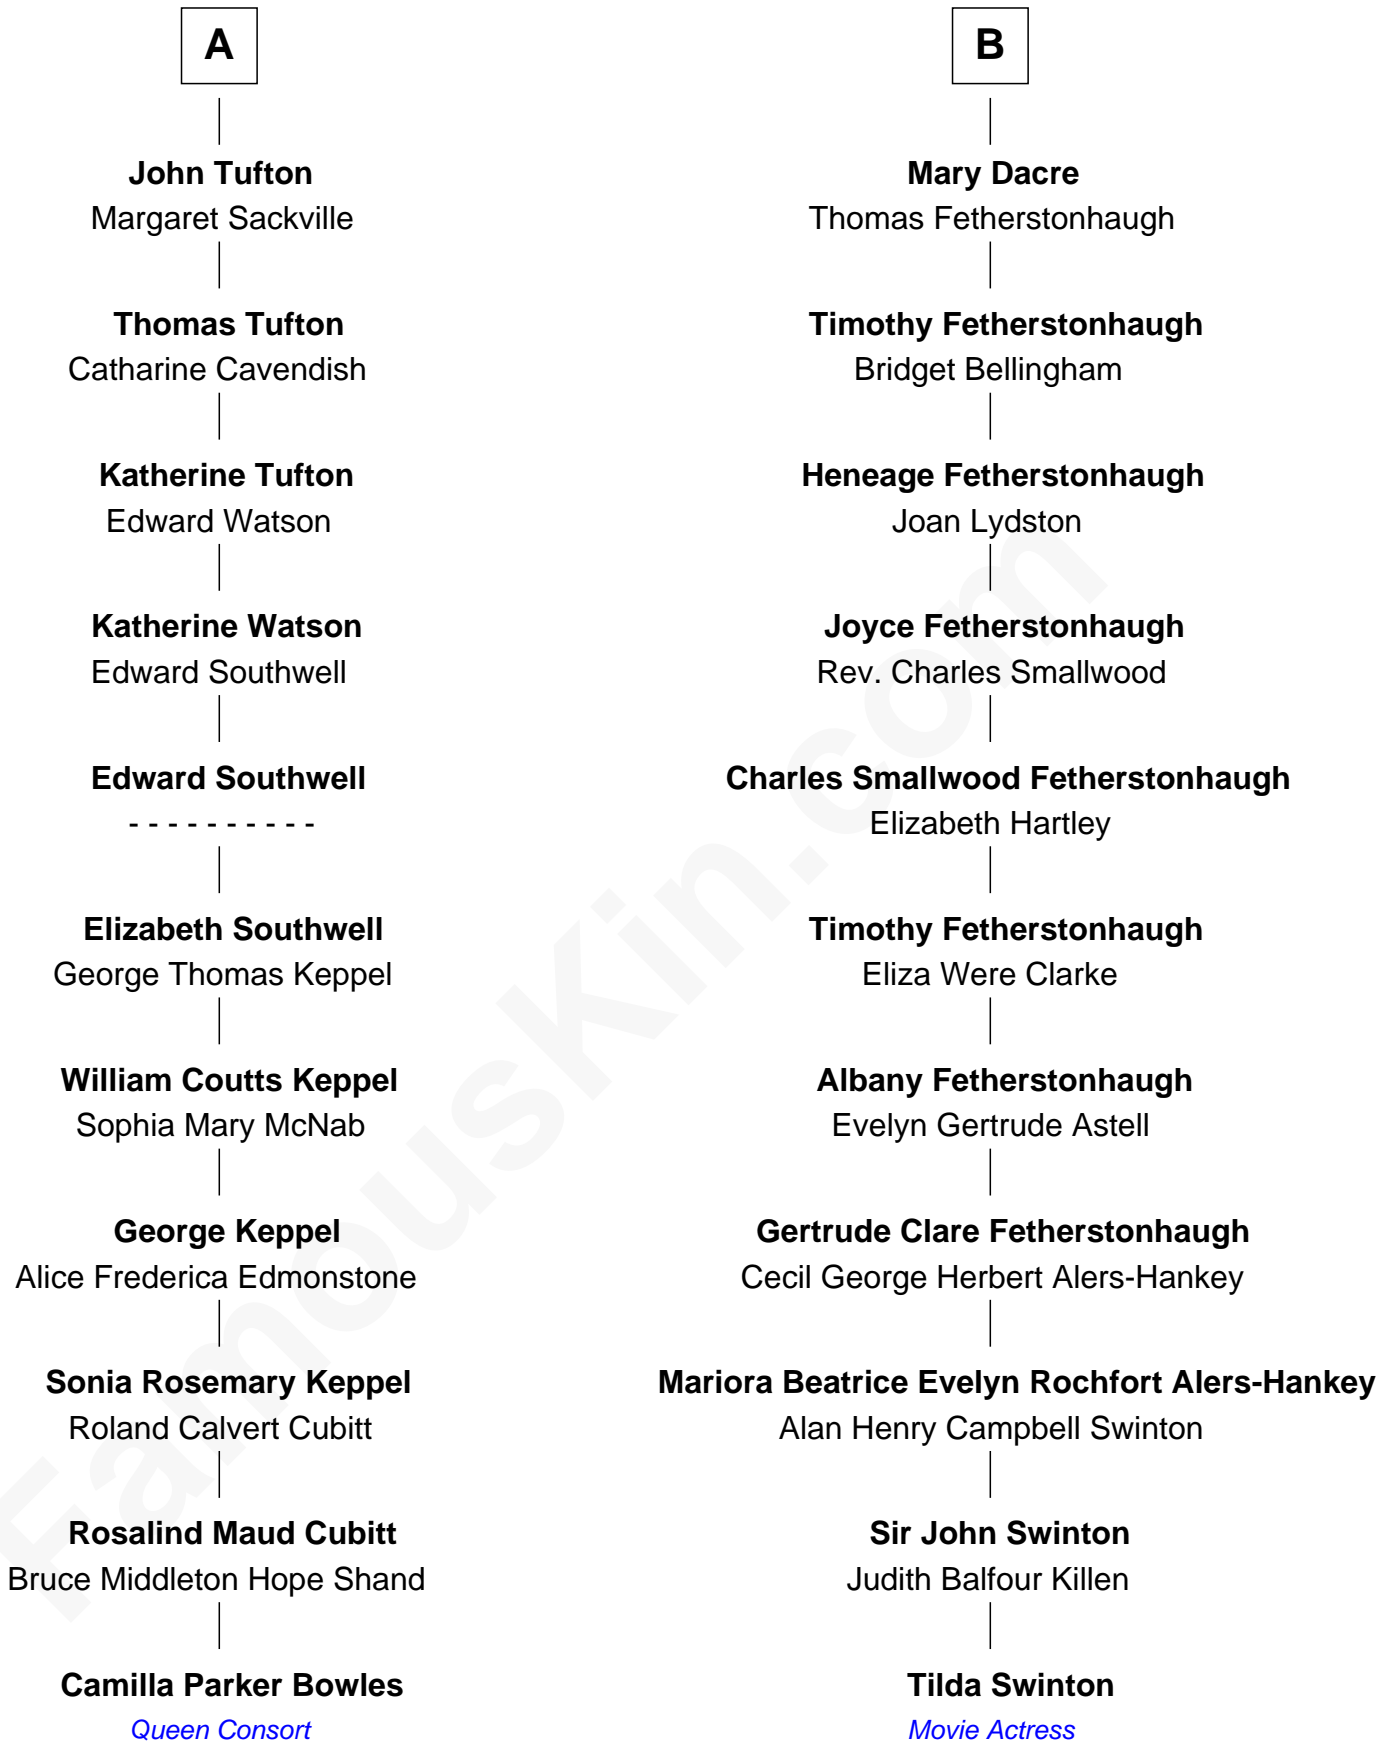 A
John Tufton
Margaret Sackville
Thomas Tufton
Catharine Cavendish
Katherine Tufton
Edward Watson
Katherine Watson
Edward Southwell
Edward Southwell
- - - - - - - - - -
Elizabeth Southwell
George Thomas Keppel
William Coutts Keppel
Sophia Mary McNab
George Keppel
Alice Frederica Edmonstone
Sonia Rosemary Keppel
Roland Calvert Cubitt
Rosalind Maud Cubitt
Bruce Middleton Hope Shand
Camilla Parker Bowles
Queen Consort
B
Mary Dacre
Thomas Fetherstonhaugh
Timothy Fetherstonhaugh
Bridget Bellingham
Heneage Fetherstonhaugh
Joan Lydston
Joyce Fetherstonhaugh
Rev. Charles Smallwood
Charles Smallwood Fetherstonhaugh
Elizabeth Hartley
Timothy Fetherstonhaugh
Eliza Were Clarke
Albany Fetherstonhaugh
Evelyn Gertrude Astell
Gertrude Clare Fetherstonhaugh
Cecil George Herbert Alers-Hankey
Mariora Beatrice Evelyn Rochfort Alers-Hankey
Alan Henry Campbell Swinton
Sir John Swinton
Judith Balfour Killen
Tilda Swinton
Movie Actress
FamousKin.com